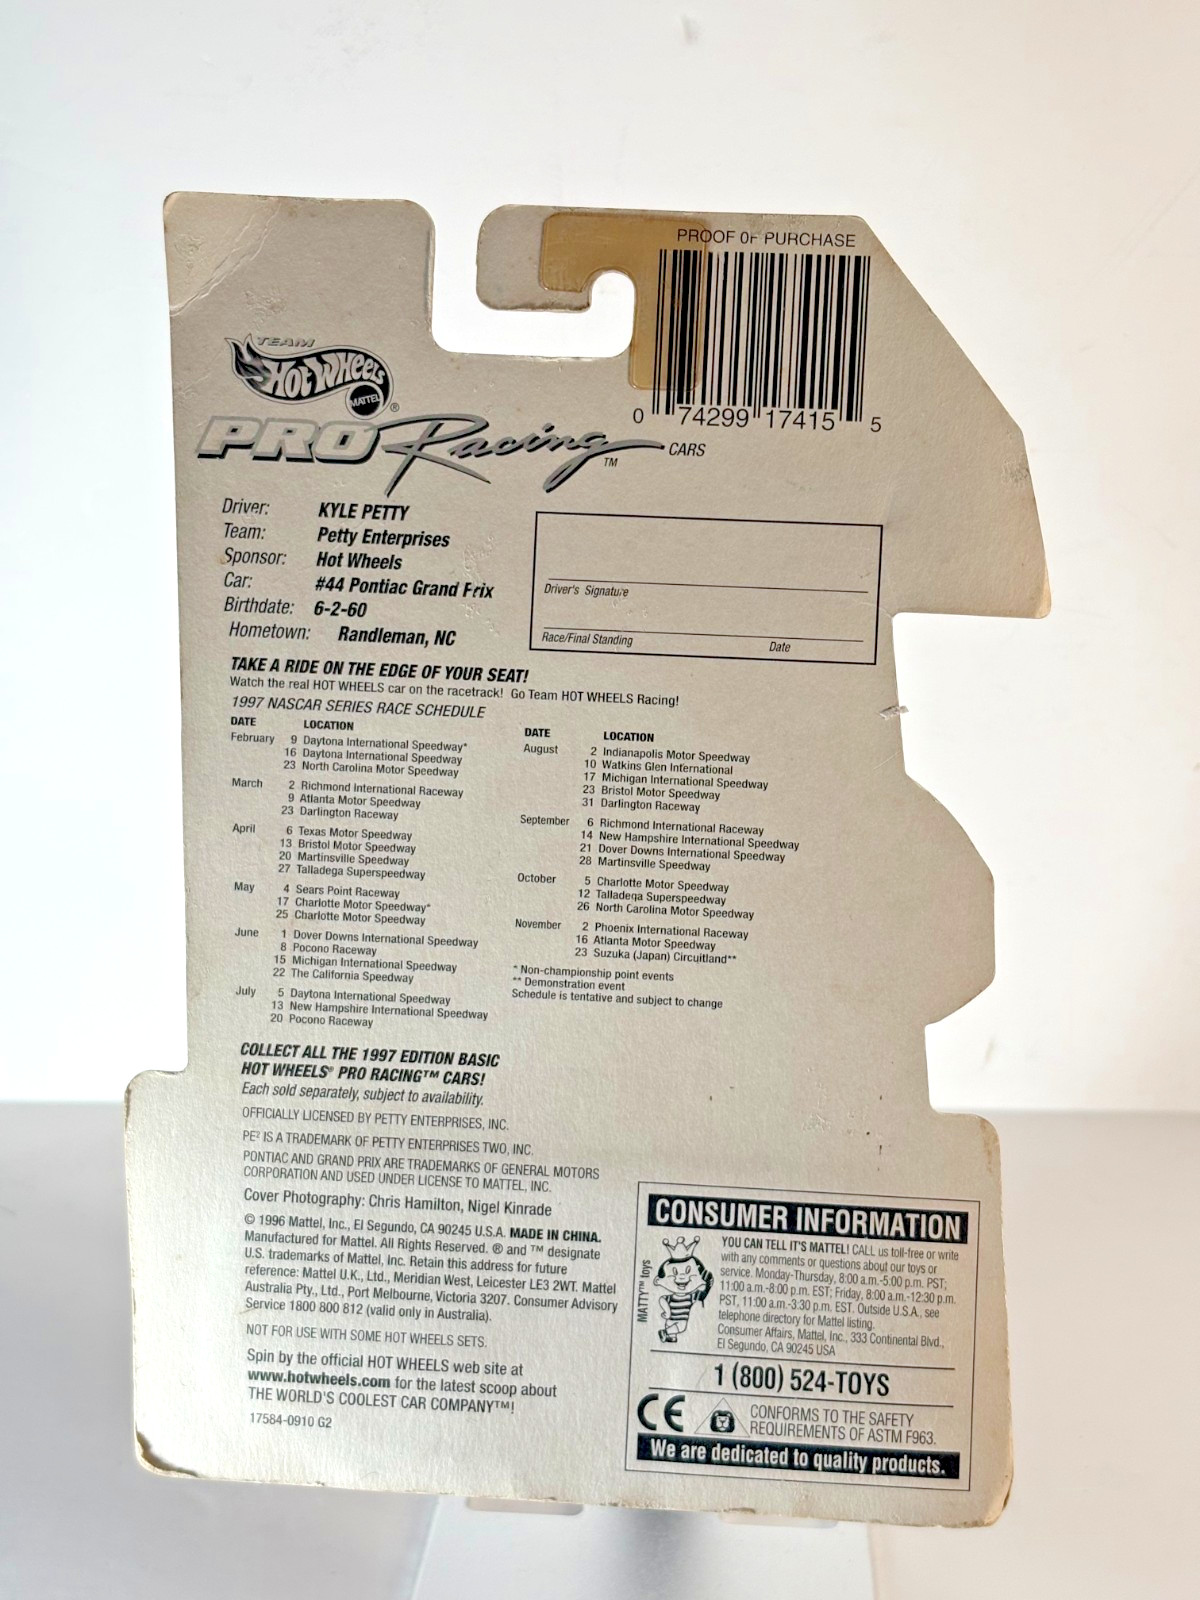 PROOF OF PURCHASE
0 74299 17415 5
TEAM
HOT WHEELS
MATTEL ®
PRO Racing™ CARS
Driver: KYLE PETTY
Team: Petty Enterprises
Sponsor: Hot Wheels
Car: #44 Pontiac Grand Prix
Birthdate: 6-2-60
Hometown: Randleman, NC
Driver's Signature
Race/Final Standing Date
TAKE A RIDE ON THE EDGE OF YOUR SEAT!
Watch the real HOT WHEELS car on the racetrack! Go Team HOT WHEELS Racing!
1997 NASCAR SERIES RACE SCHEDULE
DATE LOCATION
February 9 Daytona International Speedway*
16 Daytona International Speedway
23 North Carolina Motor Speedway
March 2 Richmond International Raceway
9 Atlanta Motor Speedway
23 Darlington Raceway
April 6 Texas Motor Speedway
13 Bristol Motor Speedway
20 Martinsville Speedway
27 Talladega Superspeedway
May 4 Sears Point Raceway
17 Charlotte Motor Speedway*
25 Charlotte Motor Speedway
June 1 Dover Downs International Speedway
8 Pocono Raceway
15 Michigan International Speedway
22 The California Speedway
July 5 Daytona International Speedway
13 New Hampshire International Speedway
20 Pocono Raceway
DATE LOCATION
August 2 Indianapolis Motor Speedway
10 Watkins Glen International
17 Michigan International Speedway
23 Bristol Motor Speedway
31 Darlington Raceway
September 6 Richmond International Raceway
14 New Hampshire International Speedway
21 Dover Downs International Speedway
28 Martinsville Speedway
October 5 Charlotte Motor Speedway
12 Talladega Superspeedway
26 North Carolina Motor Speedway
November 2 Phoenix International Raceway
16 Atlanta Motor Speedway
23 Suzuka (Japan) Circuitland**
* Non-championship point events
** Demonstration event
Schedule is tentative and subject to change
COLLECT ALL THE 1997 EDITION BASIC
HOT WHEELS® PRO RACING™ CARS!
Each sold separately, subject to availability.
OFFICIALLY LICENSED BY PETTY ENTERPRISES, INC.
PE² IS A TRADEMARK OF PETTY ENTERPRISES TWO, INC.
PONTIAC AND GRAND PRIX ARE TRADEMARKS OF GENERAL MOTORS
CORPORATION AND USED UNDER LICENSE TO MATTEL, INC.
Cover Photography: Chris Hamilton, Nigel Kinrade
© 1996 Mattel, Inc., El Segundo, CA 90245 U.S.A. MADE IN CHINA.
Manufactured for Mattel. All Rights Reserved. ® and ™ designate
U.S. trademarks of Mattel, Inc. Retain this address for future
reference: Mattel U.K., Ltd., Meridian West, Leicester LE3 2WT. Mattel
Australia Pty., Ltd., Port Melbourne, Victoria 3207. Consumer Advisory
Service 1800 800 812 (valid only in Australia).
NOT FOR USE WITH SOME HOT WHEELS SETS.
Spin by the official HOT WHEELS web site at
www.hotwheels.com for the latest scoop about
THE WORLD'S COOLEST CAR COMPANY™!
17584-0910 G2
CONSUMER INFORMATION
MATTY™ toys
YOU CAN TELL IT'S MATTEL! CALL us toll-free or write
with any comments or questions about our toys or
service. Monday-Thursday, 8:00 a.m.-5:00 p.m. PST;
11:00 a.m.-8:00 p.m. EST; Friday, 8:00 a.m.-12:30 p.m.
PST, 11:00 a.m.-3:30 p.m. EST. Outside U.S.A., see
telephone directory for Mattel listing.
Consumer Affairs, Mattel, Inc., 333 Continental Blvd.,
El Segundo, CA 90245 USA
1 (800) 524-TOYS
CE
CONFORMS TO THE SAFETY
REQUIREMENTS OF ASTM F963.
We are dedicated to quality products.